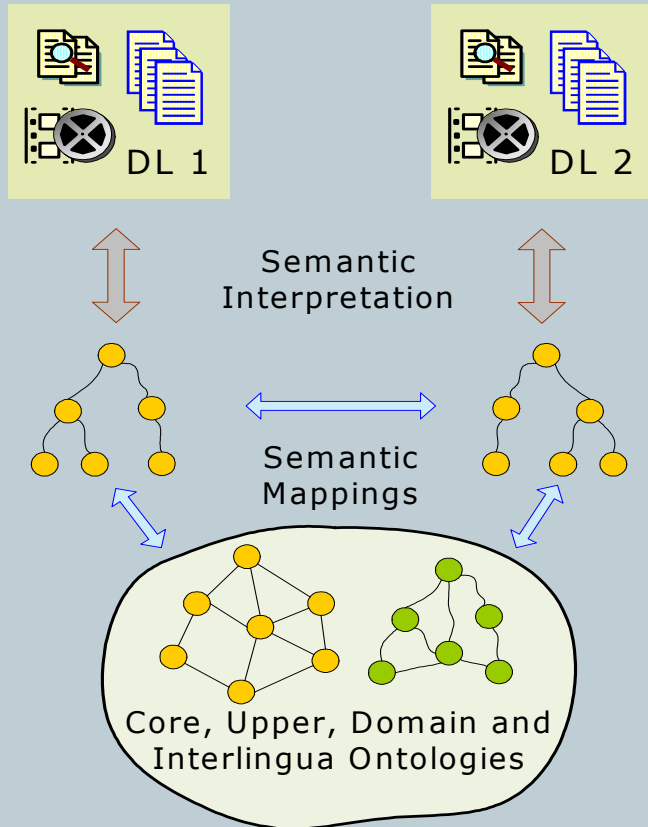 DL 1
DL 2
Semantic
Interpretation
Semantic
Mappings
Core, Upper, Domain and
Interlingua Ontologies